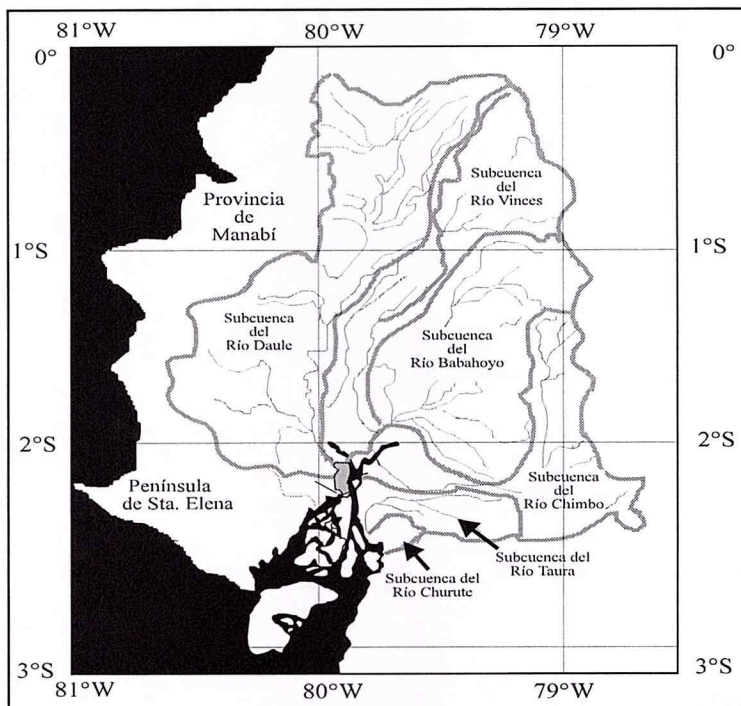 81°W 80°W 79°W
0° 0°
Subcuenca
del
Río Vinces
Provincia
de
Manabí
1°S 1°S
Subcuenca
del
Río Daule
Subcuenca
del
Río Babahoyo
2°S 2°S
Península
de Sta. Elena
Subcuenca
del
Río Chimbo
Subcuenca del
Río Taura
Subcuenca del
Río Churute
3°S 3°S
81°W 80°W 79°W